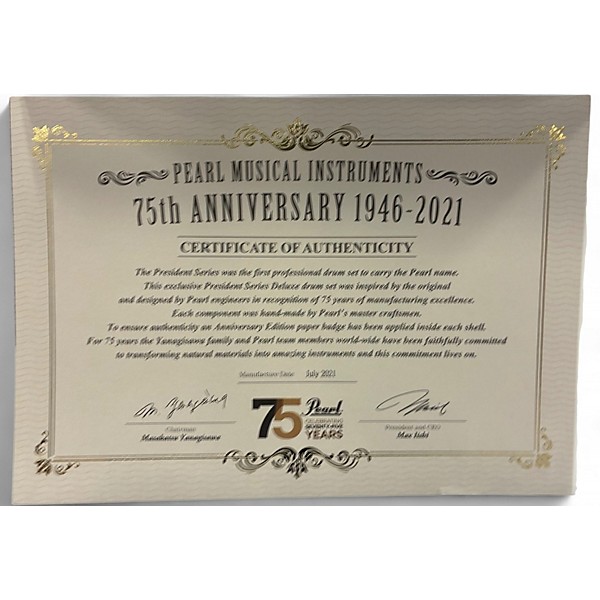 PEARL MUSICAL INSTRUMENTS
75th ANNIVERSARY 1946-2021
CERTIFICATE OF AUTHENTICITY
The President Series was the first professional drum set to carry the Pearl name.
This exclusive President Series Deluxe drum set was inspired by the original
and designed by Pearl engineers in recognition of 75 years of manufacturing excellence.
Each component was hand-made by Pearl's master craftsmen.
To ensure authenticity an Anniversary Edition paper badge has been applied inside each shell.
For 75 years the Yanagisawa family and Pearl team members world-wide have been faithfully committed
to transforming natural materials into amazing instruments and this commitment lives on.
Manufacture Date July 2021
75 Pearl
CELEBRATING
SEVENTY-FIVE
YEARS
Chairman
Yanagisawa
President and CEO